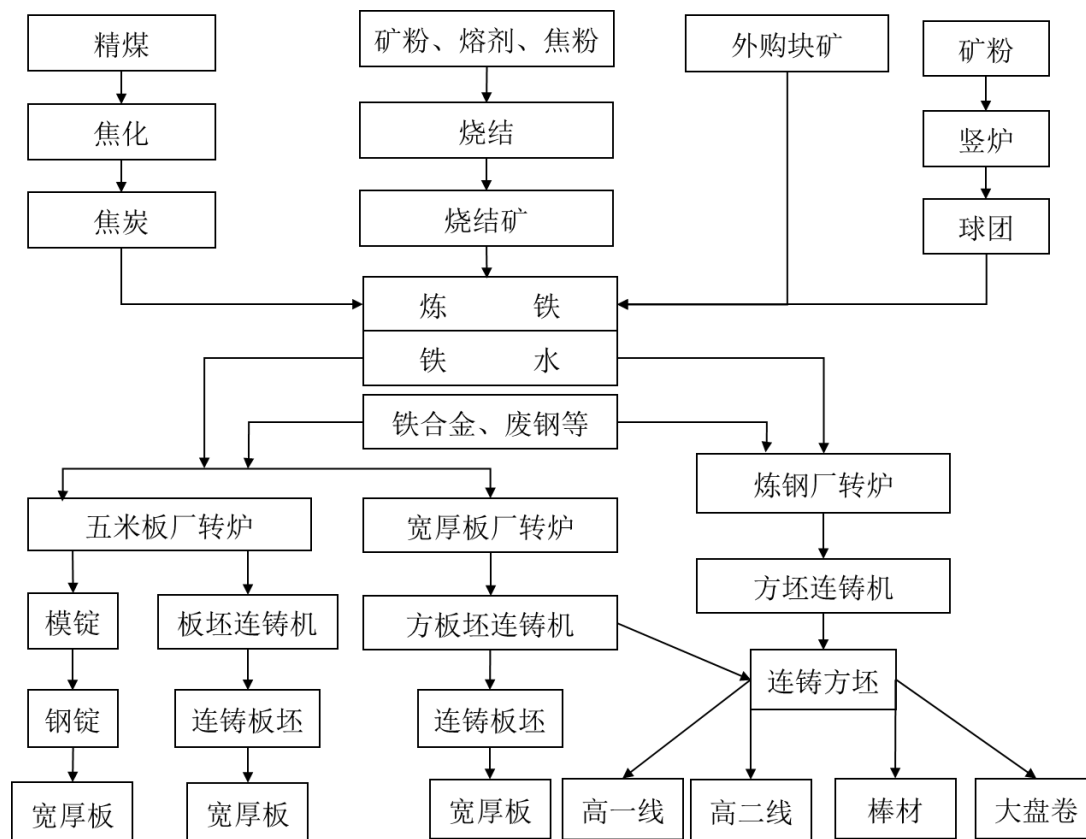 精煤
矿粉、熔剂、焦粉
外购块矿
矿粉
焦化
烧结
竖炉
焦炭
烧结矿
球团
炼 铁
铁 水
铁合金、废钢等
炼钢厂转炉
五米板厂转炉
宽厚板厂转炉
方坯连铸机
模锭
板坯连铸机
方板坯连铸机
连铸方坯
钢锭
连铸板坯
连铸板坯
宽厚板
宽厚板
宽厚板
高一线
高二线
棒材
大盘卷